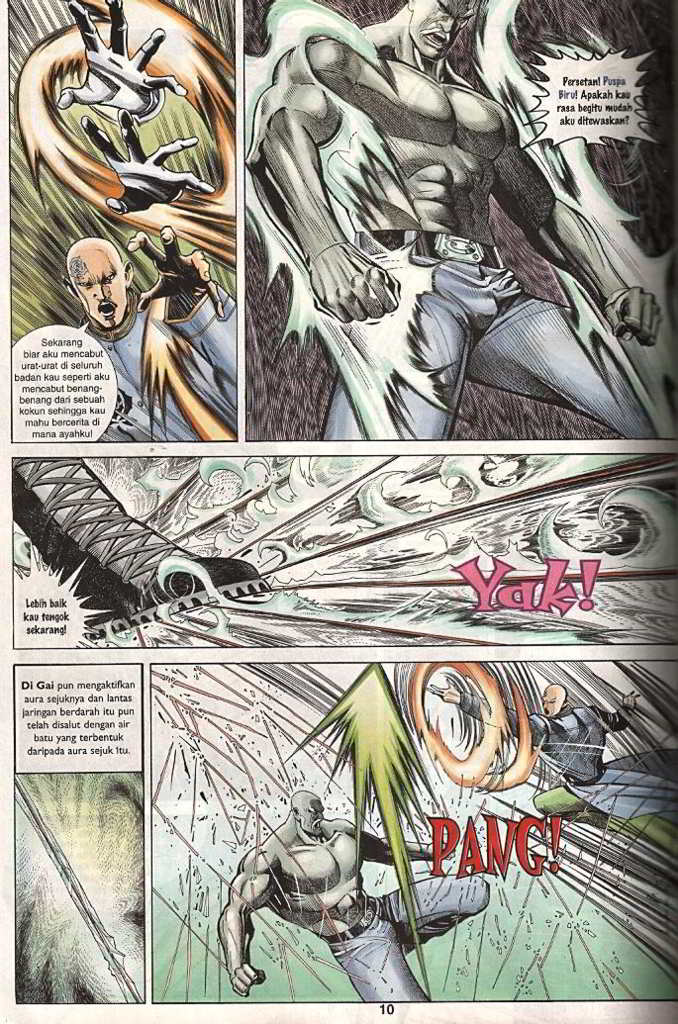 Sekarang
biar aku mencabut
urat-urat di seluruh
badan kau seperti aku
mencabut benang-
benang dari sebuah
kokun sehingga kau
mahu bercerita di
mana ayahku!
Persetan! Puspa
Biru! Apakah kau
rasa begitu mudah
aku ditewaskan?
Lebih baik
kau tengok
sekarang!
Yak!
Di Gai pun mengaktifkan
aura sejuknya dan lantas
jaringan berdarah itu pun
telah disalut dengan air
batu yang terbentuk
daripada aura sejuk itu.
PANG!
10